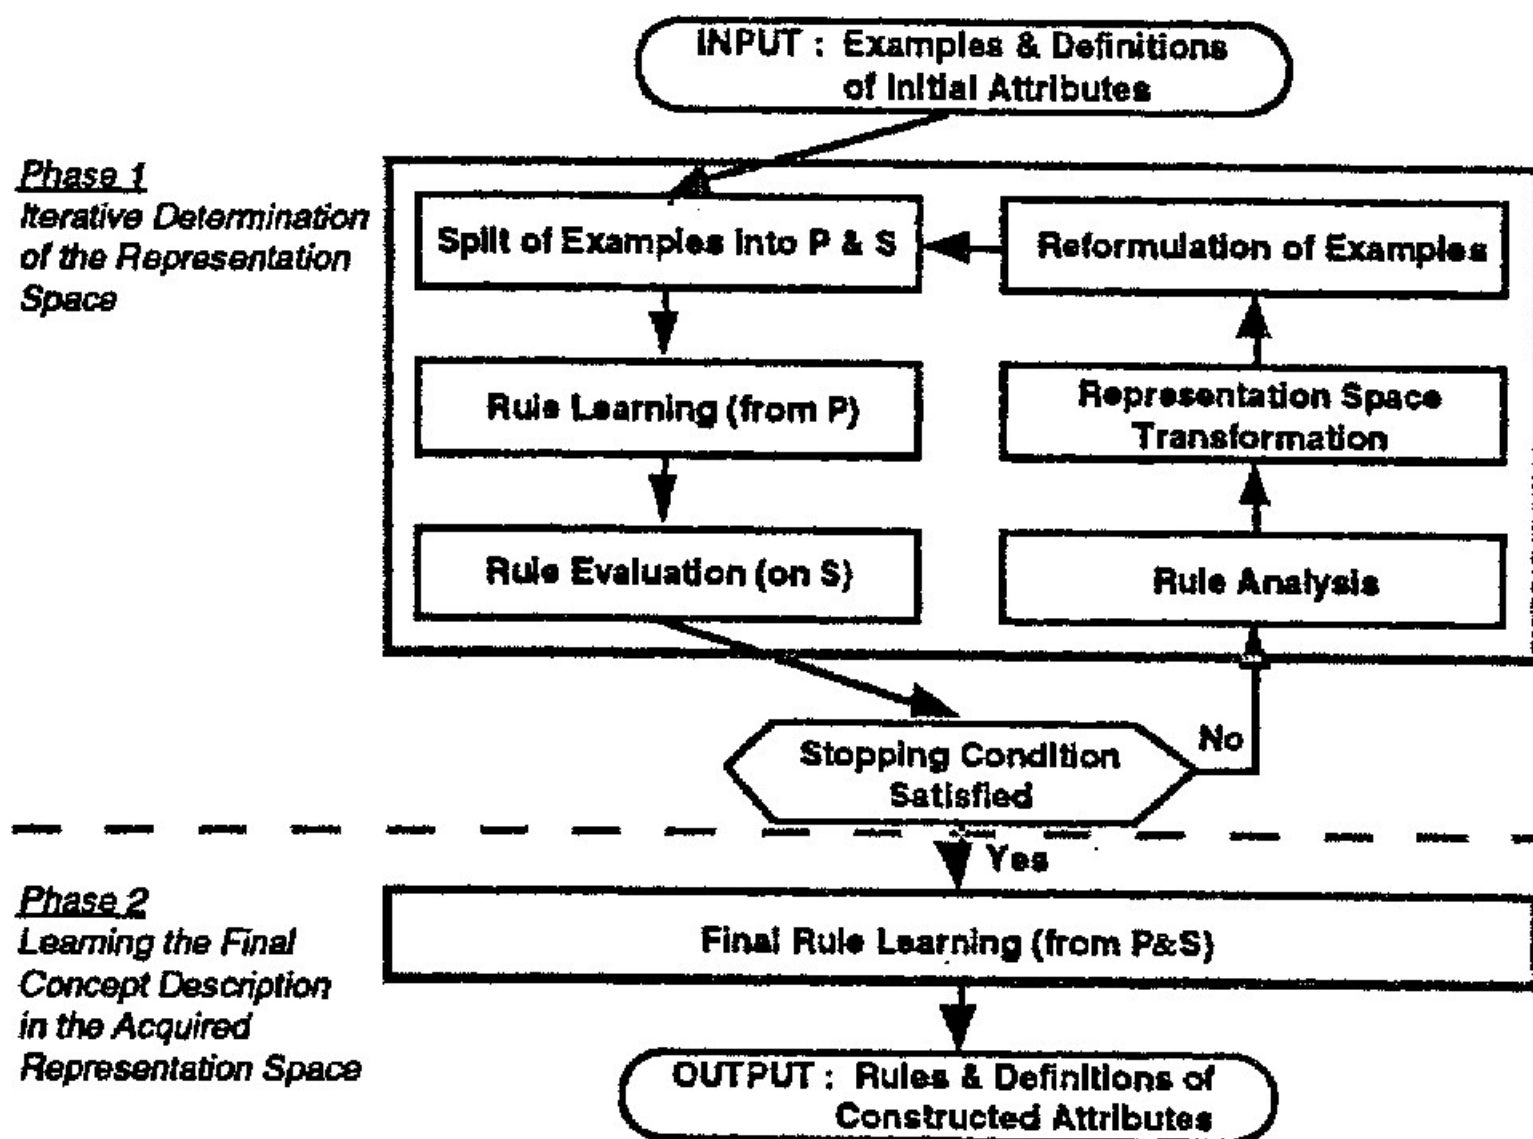 INPUT : Examples & Definitions
of Initial Attributes
Phase 1
Iterative Determination
of the Representation
Space
Split of Examples into P & S
Reformulation of Examples
Rule Learning (from P)
Representation Space
Transformation
Rule Evaluation (on S)
Rule Analysis
No
Stopping Condition
Satisfied
Yes
Phase 2
Learning the Final
Concept Description
in the Acquired
Representation Space
Final Rule Learning (from P&S)
OUTPUT : Rules & Definitions of
Constructed Attributes